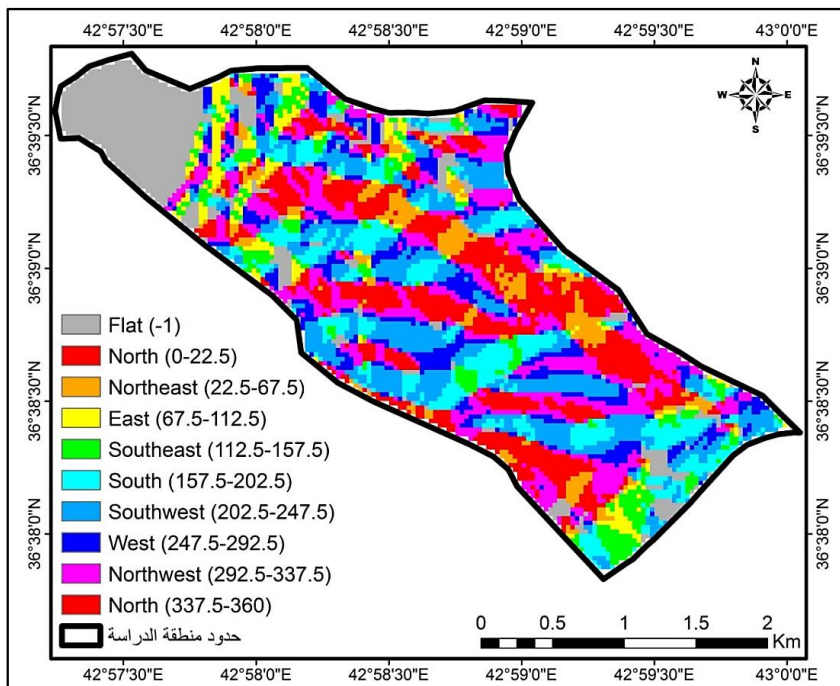 42°57'30"E 42°58'0"E 42°58'30"E 42°59'0"E 42°59'30"E 43°0'0"E
N
W E
S
36°39'30"N 36°39'30"N
36°39'0"N 36°39'0"N
36°38'30"N 36°38'30"N
36°38'0"N 36°38'0"N
Flat (-1)
North (0-22.5)
Northeast (22.5-67.5)
East (67.5-112.5)
Southeast (112.5-157.5)
South (157.5-202.5)
Southwest (202.5-247.5)
West (247.5-292.5)
Northwest (292.5-337.5)
North (337.5-360)
حدود منطقة الدراسة
0 0.5 1 1.5 2
Km
42°57'30"E 42°58'0"E 42°58'30"E 42°59'0"E 42°59'30"E 43°0'0"E